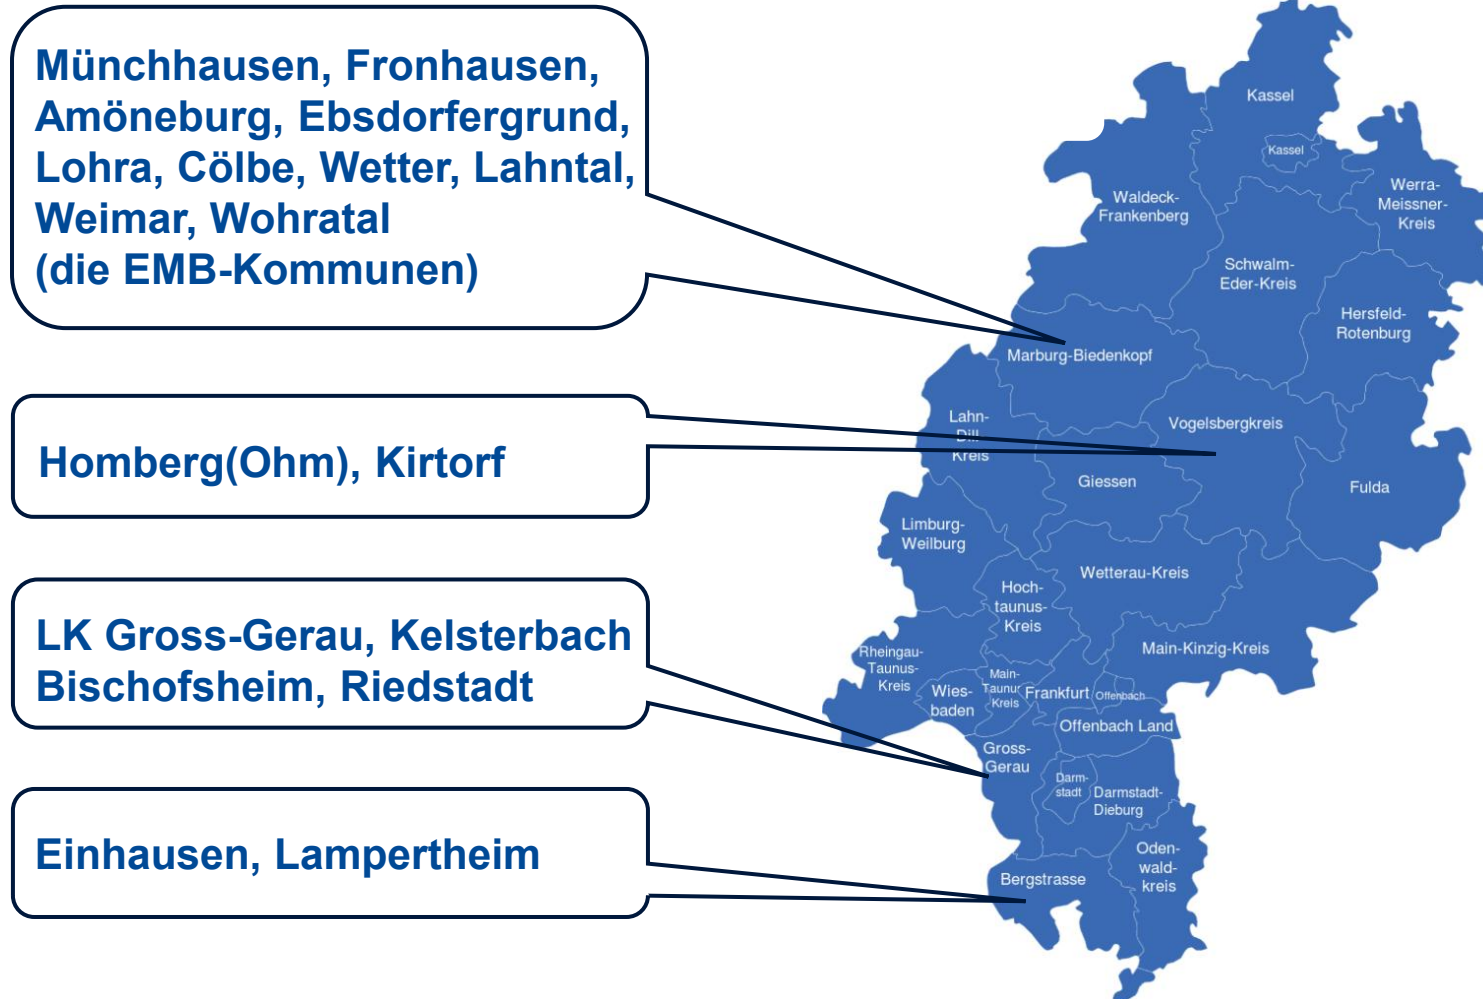 Münchhausen, Fronhausen,
Amöneburg, Ebsdorfergrund,
Lohra, Cölbe, Wetter, Lahntal,
Weimar, Wohratal
(die EMB-Kommunen)
Homberg(Ohm), Kirtorf
LK Gross-Gerau, Kelsterbach
Bischofsheim, Riedstadt
Einhausen, Lampertheim
Kassel
Kassel
Werra-
Meissner-
Kreis
Waldeck-
Frankenberg
Schwalm-
Eder-Kreis
Hersfeld-
Rotenburg
Marburg-Biedenkopf
Lahn-
Dill-
Kreis
Vogelsbergkreis
Giessen
Fulda
Limburg-
Weilburg
Wetterau-Kreis
Hoch-
taunus-
Kreis
Main-Kinzig-Kreis
Rheingau-
Taunus-
Kreis
Wies-
baden
Main-
Taunus-
Kreis
Frankfurt
Offenbach
Offenbach Land
Gross-
Gerau
Darm-
stadt
Darmstadt-
Dieburg
Oden-
wald-
kreis
Bergstrasse